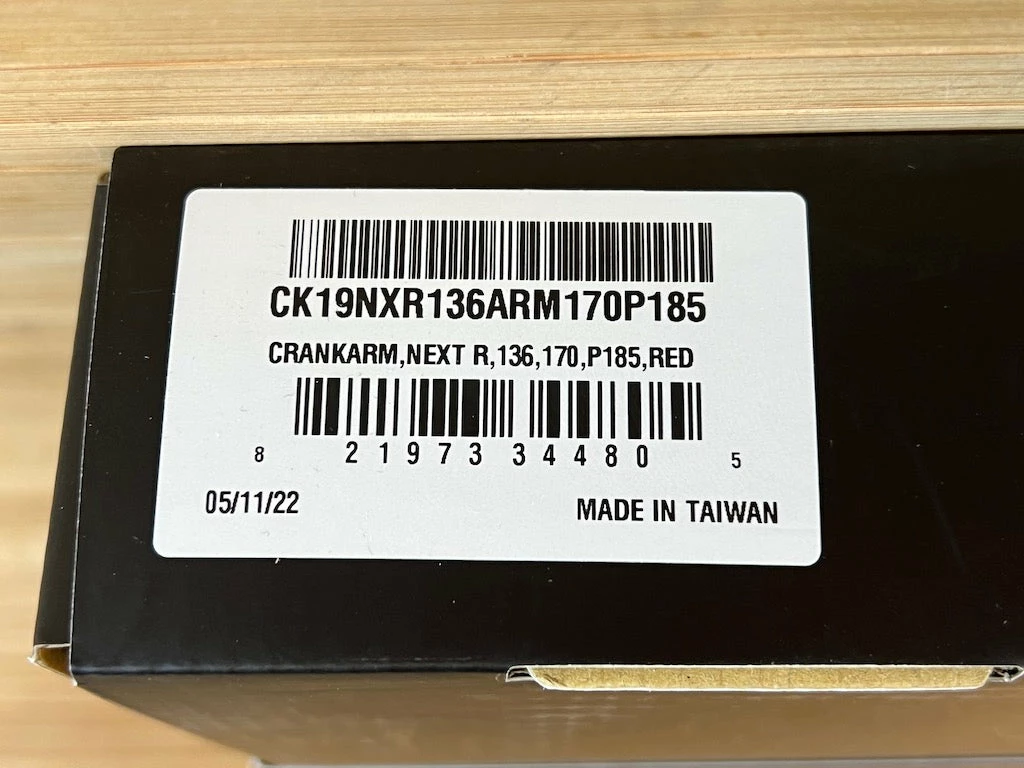 CK19NXR136ARM170P185
CRANKARM,NEXT R,136,170,P185,RED
8 21973 34480 5
05/11/22 MADE IN TAIWAN